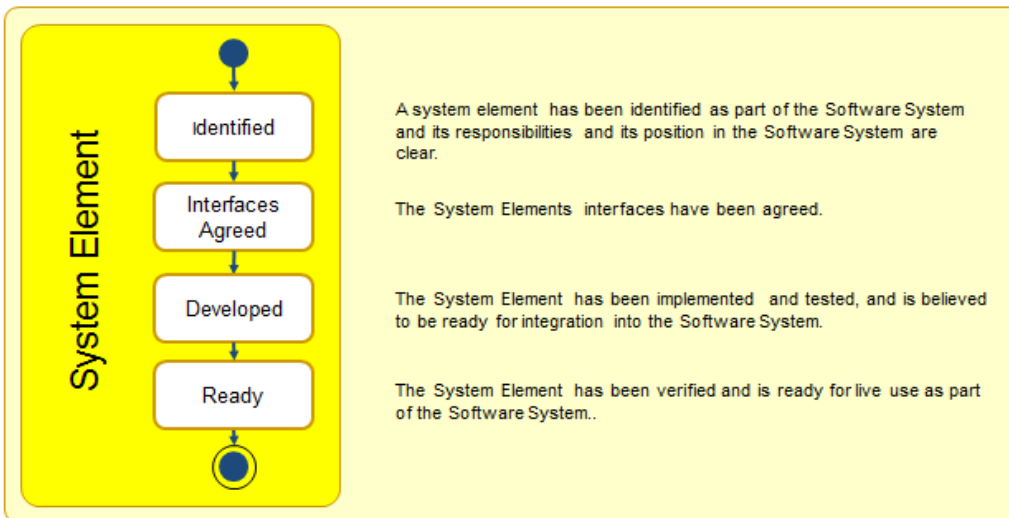 System Element
Identified
A system element has been identified as part of the Software System
and its responsibilities and its position in the Software System are
clear.
Interfaces
Agreed
The System Elements interfaces have been agreed.
Developed
The System Element has been implemented and tested, and is believed
to be ready for integration into the Software System.
Ready
The System Element has been verified and is ready for live use as part
of the Software System..